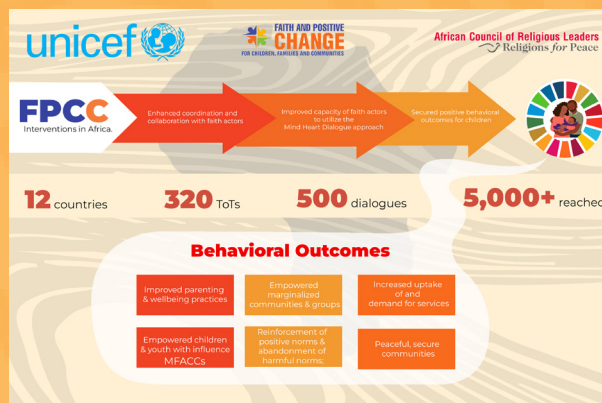 unicef
FAITH AND POSITIVE
CHANGE
FOR CHILDREN, FAMILIES AND COMMUNITIES
African Council of Religious Leaders
Religions for Peace
FPCC
Interventions in Africa.
Enhanced coordination and
collaboration with faith actors
Improved capacity of faith actors
to utilize the
Mind Heart Dialogue approach
Secured positive behavioral
outcomes for children
12 countries
320 ToTs
500 dialogues
5,000+ reached
Behavioral Outcomes
Improved parenting
& wellbeing practices
Empowered
marginalized
communities & groups
Increased uptake
of and
demand for services
Empowered children
& youth with influence
MFACCs
Reinforcement of
positive norms &
abandonment of
harmful norms;
Peaceful, secure
communities